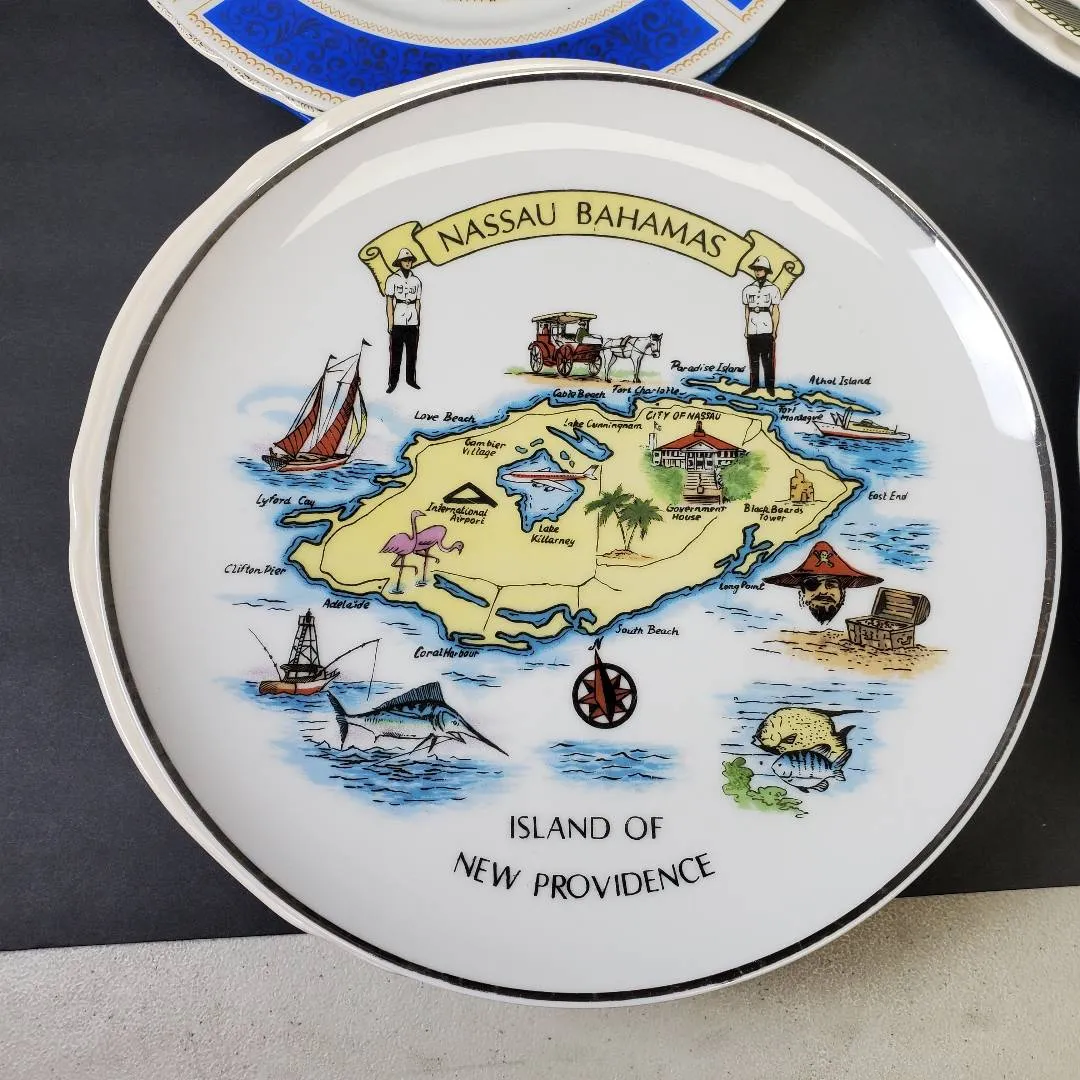 NASSAU BAHAMAS
Paradise Island
Athol Island
Cable Beach
Fort Charlotte
Love Beach
Lake Cunningham
CITY OF NASSAU
Fort
Montague
Gambier
Village
Lyford Cay
International
Airport
Lake
Killarney
Government
House
Black Beards
Tower
East End
Clifton Pier
Adelaide
Long Point
Coral Harbour
South Beach
N
ISLAND OF
NEW PROVIDENCE